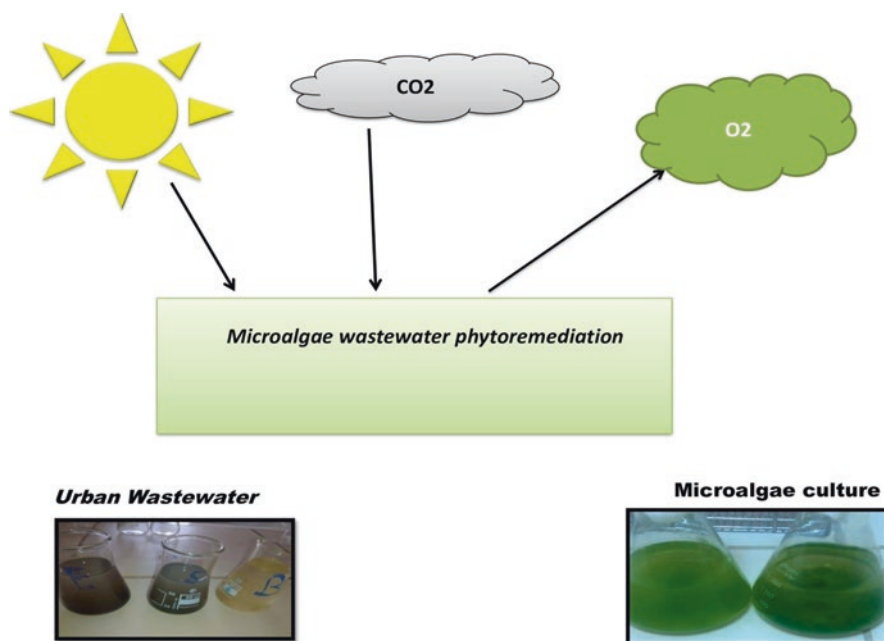 CO2
O2
Microalgae wastewater phytoremediation
Urban Wastewater
Microalgae culture